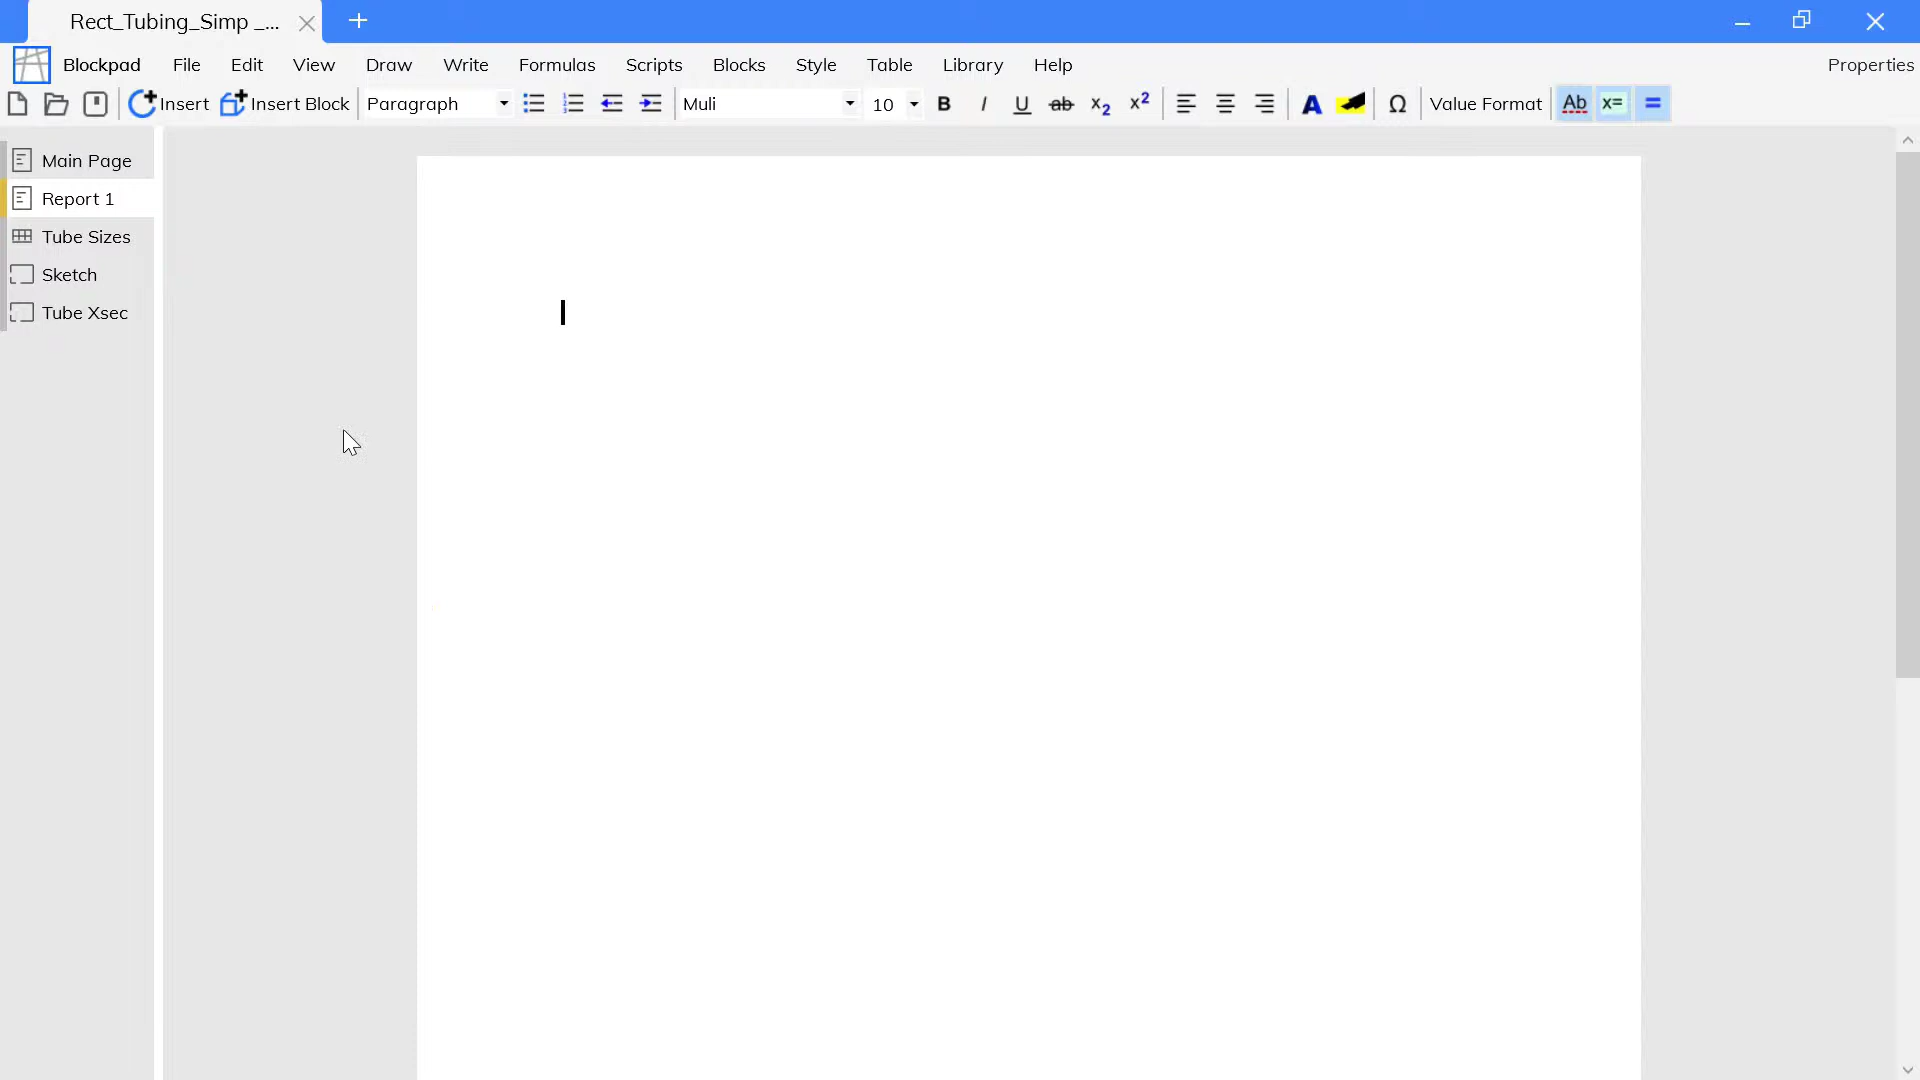 Rect_Tubing_Simp _...
Blockpad File Edit View Draw Write Formulas Scripts Blocks Style Table Library Help Properties
Insert Insert Block Paragraph Muli 10 B I U ab x2 x2 A Ω Value Format Ab x= =
Main Page
Report 1
Tube Sizes
Sketch
Tube Xsec